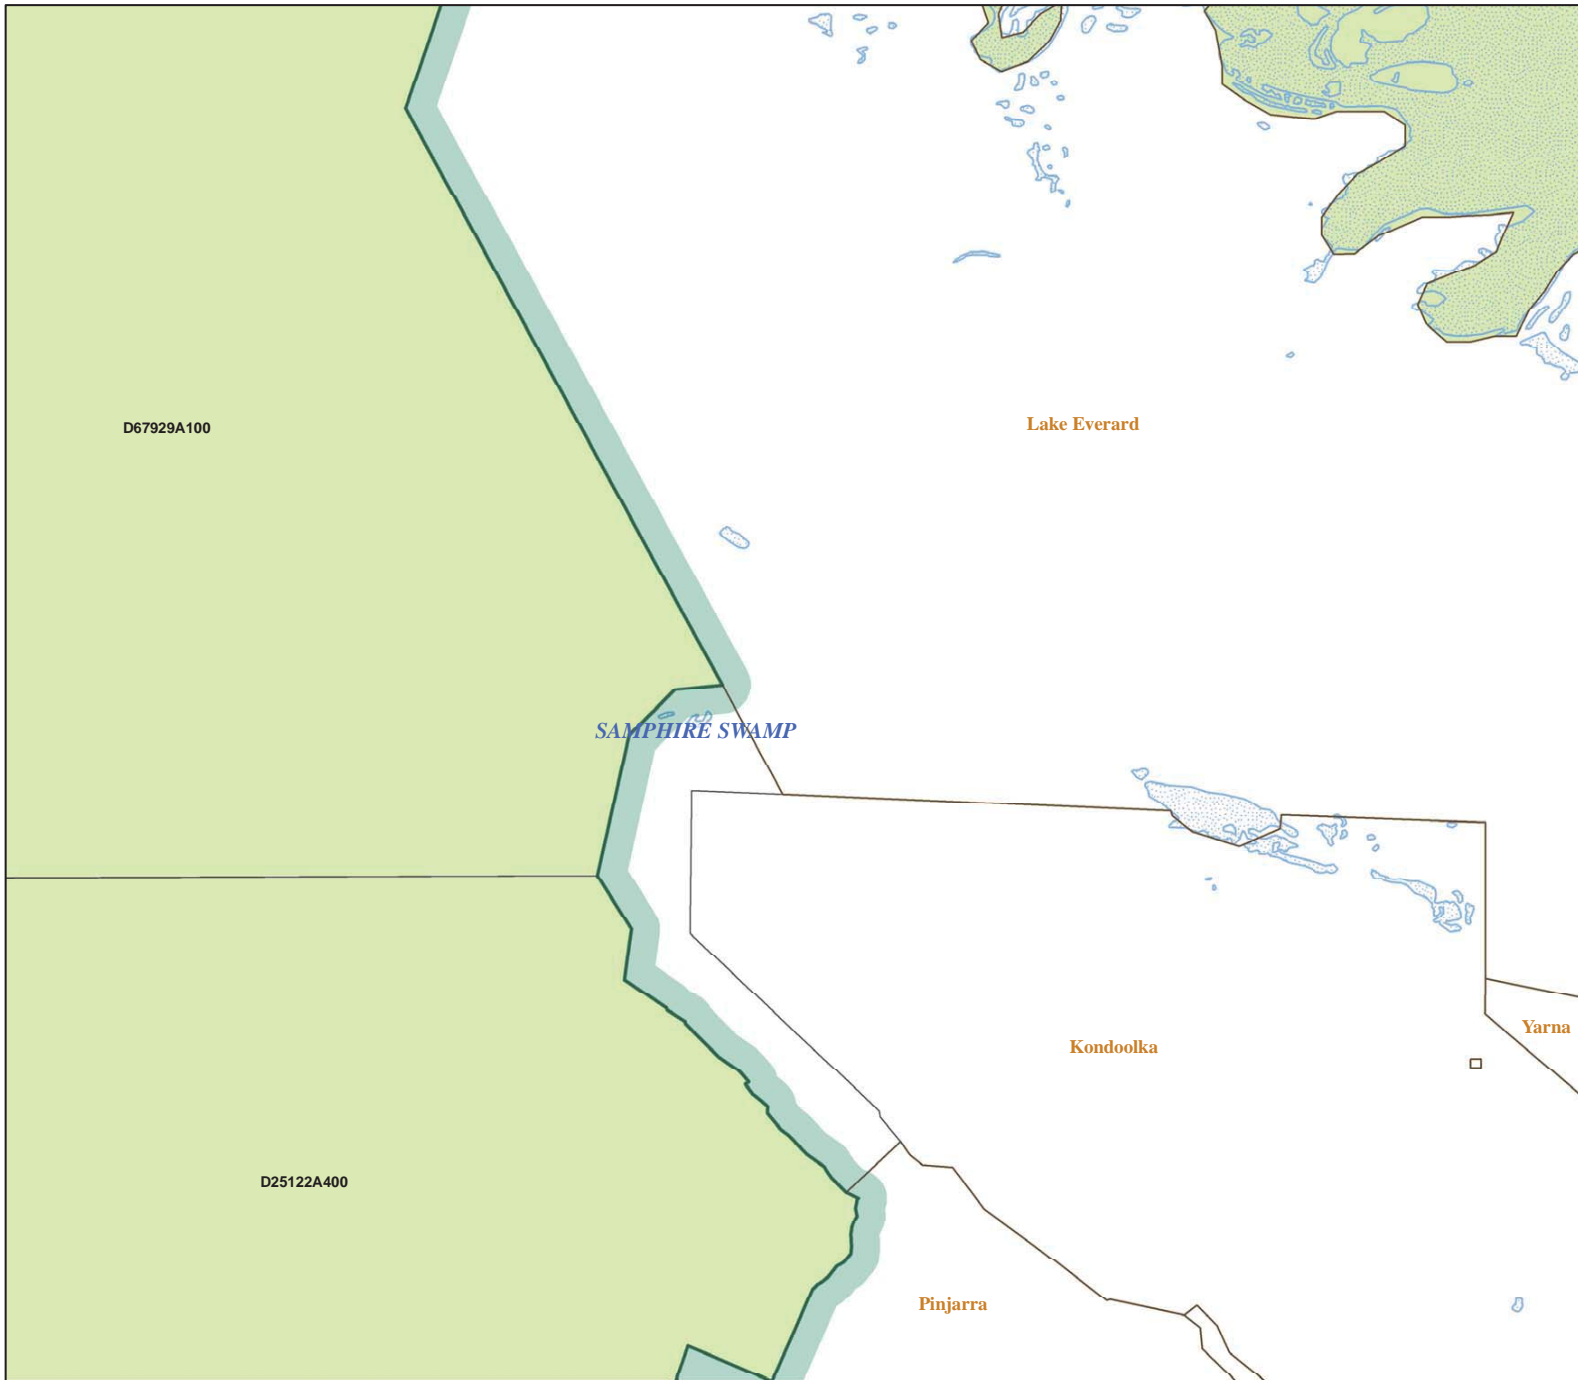 Lake Everard
D67929A100
SAMPHIRE SWAMP
Yarna
Kondoolka
D25122A400
Pinjarra